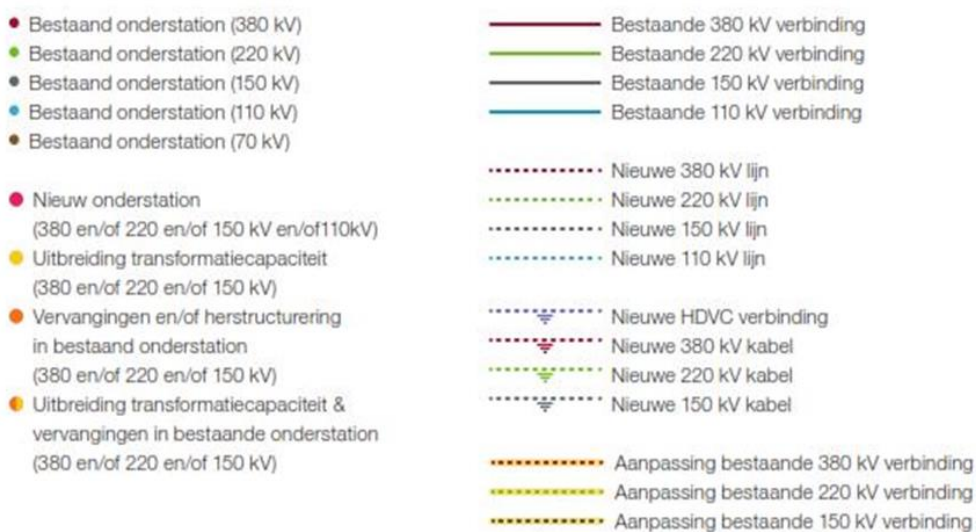 Bestaand onderstation (380 kV)
Bestaand onderstation (220 kV)
Bestaand onderstation (150 kV)
Bestaand onderstation (110 kV)
Bestaand onderstation (70 kV)
Nieuw onderstation
(380 en/of 220 en/of 150 kV en/of110kV)
Uitbreiding transformatiecapaciteit
(380 en/of 220 en/of 150 kV)
Vervangingen en/of herstructurering
in bestaand onderstation
(380 en/of 220 en/of 150 kV)
Uitbreiding transformatiecapaciteit &
vervangingen in bestaande onderstation
(380 en/of 220 en/of 150 kV)
Bestaande 380 kV verbinding
Bestaande 220 kV verbinding
Bestaande 150 kV verbinding
Bestaande 110 kV verbinding
Nieuwe 380 kV lijn
Nieuwe 220 kV lijn
Nieuwe 150 kV lijn
Nieuwe 110 kV lijn
Nieuwe HDVC verbinding
Nieuwe 380 kV kabel
Nieuwe 220 kV kabel
Nieuwe 150 kV kabel
Aanpassing bestaande 380 kV verbinding
Aanpassing bestaande 220 kV verbinding
Aanpassing bestaande 150 kV verbinding